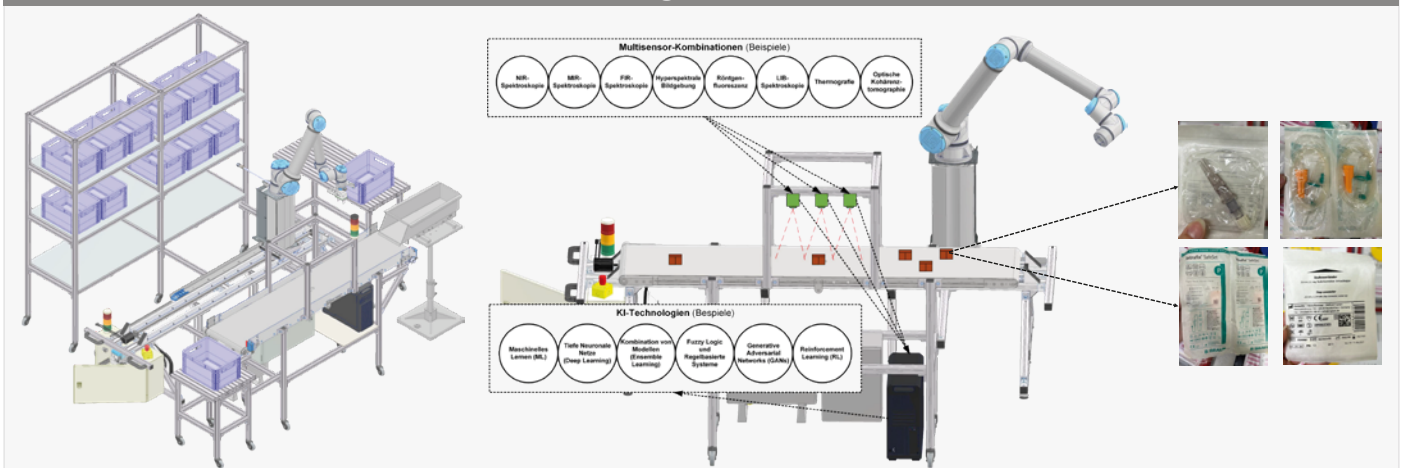 Multisensor-Kombinationen (Beispiele)
NIR-
Spektroskopie
MIR-
Spektroskopie
FIR-
Spektroskopie
Hyperspektrale
Bildgebung
Röntgen-
fluoreszenz
LIB-
Spektroskopie
Thermografie
Optische
Kohärenz-
tomographie
KI-Technologien (Bespiele)
Maschinelles
Lernen (ML)
Tiefe Neuronale
Netze
(Deep Learning)
Kombination von
Modellen
(Ensemble
Learning)
Fuzzy Logic
und
Regelbasierte
Systeme
Generative
Adversarial
Networks (GANs)
Reinforcement
Learning (RL)